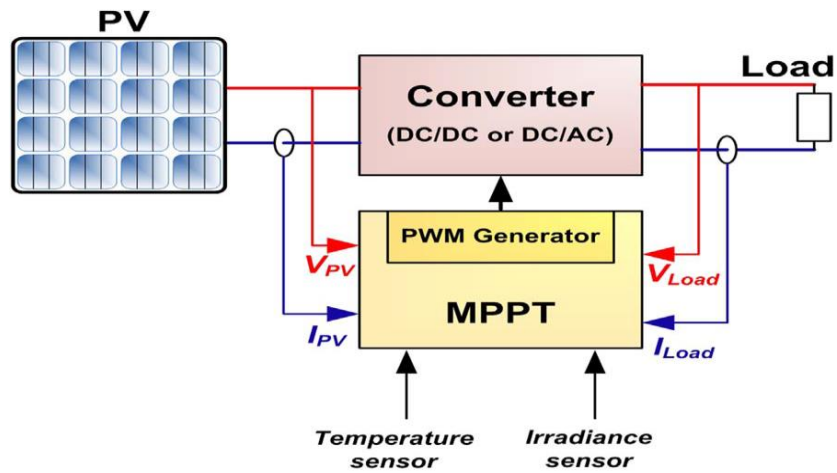 PV
Load
Converter
(DC/DC or DC/AC)
PWM Generator
VPV
VLoad
MPPT
IPV
ILoad
Temperature
sensor
Irradiance
sensor